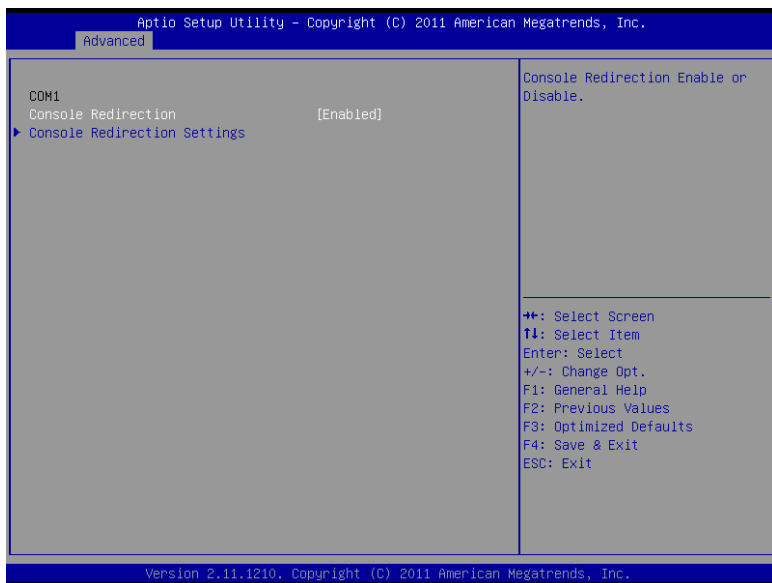 Aptio Setup Utility – Copyright (C) 2011 American Megatrends, Inc.
Advanced
COM1
Console Redirection [Enabled]
Console Redirection Settings
Console Redirection Enable or
Disable.
→←: Select Screen
↑↓: Select Item
Enter: Select
+/-: Change Opt.
F1: General Help
F2: Previous Values
F3: Optimized Defaults
F4: Save & Exit
ESC: Exit
Version 2.11.1210. Copyright (C) 2011 American Megatrends, Inc.